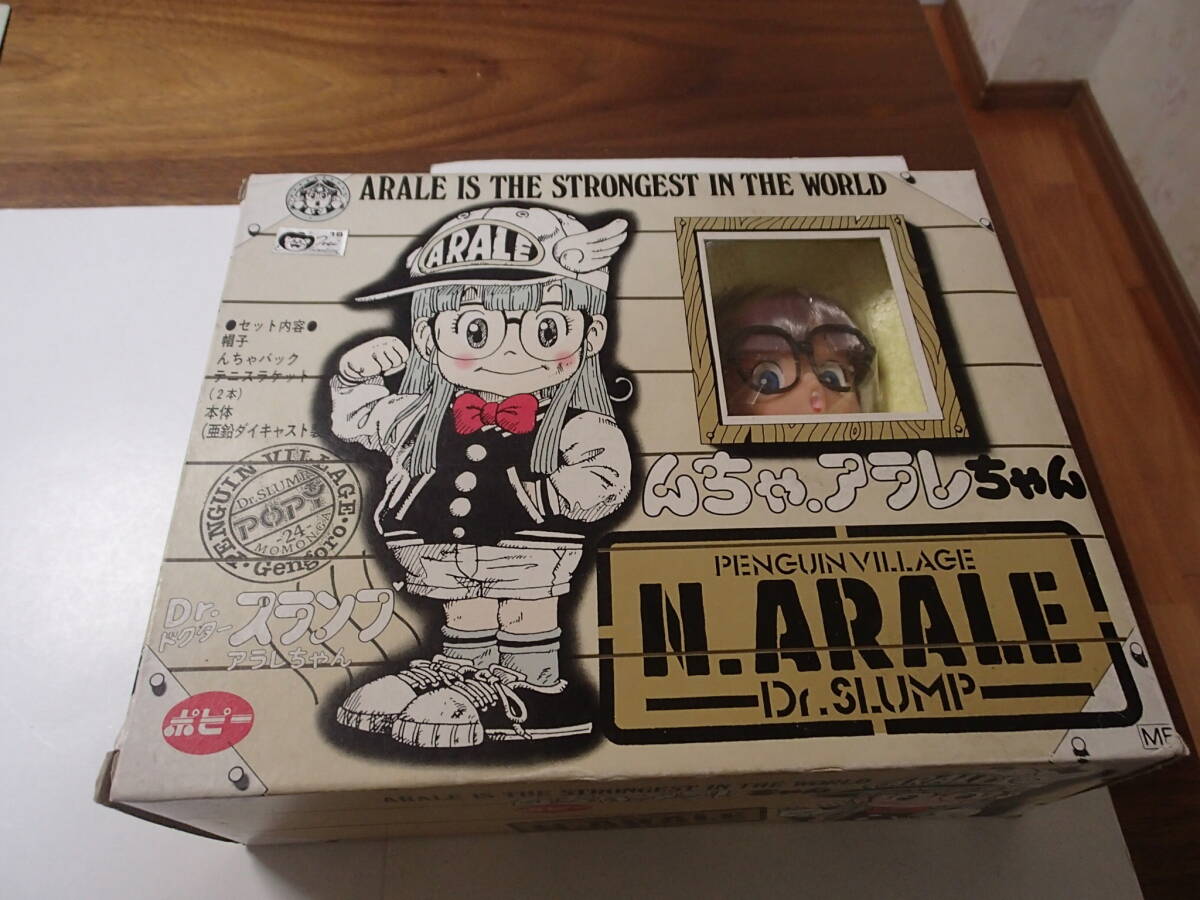 ARALE IS THE STRONGEST IN THE WORLD
18
ARALE
●セット内容●
帽子
んちゃバック
テニスラケット
(2本)
本体
(亜鉛ダイキャスト
PENGUIN VILLAGE
Dr.SLUMP
POPY
-24-
MOMONGA
Gengoro
Dr.
ドクター
スランプ
アラレちゃん
ポピー
んちゃ.アラレちゃん
PENGUIN VILLAGE
N.ARALE
Dr.SLUMP
MF
ARALE IS THE STRONGEST IN THE WORLD
N.ARALE